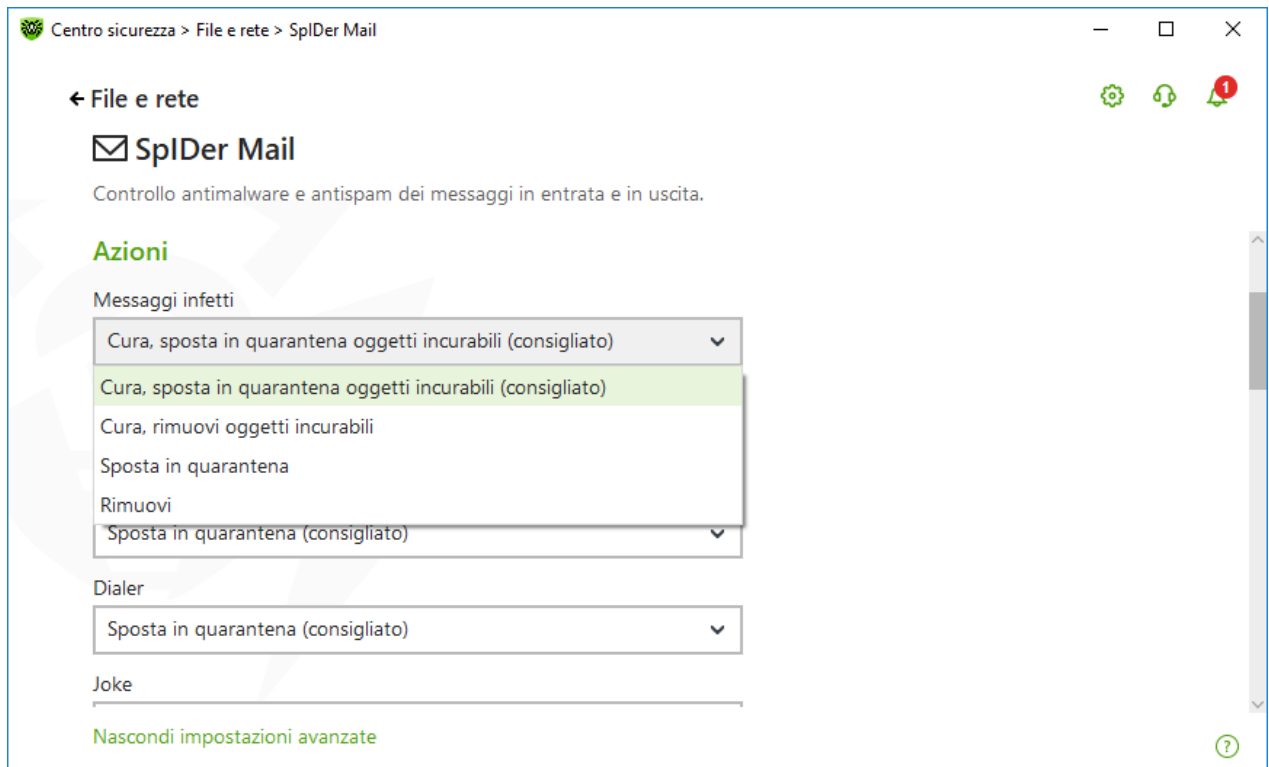 Centro sicurezza > File e rete > SpIDer Mail
File e rete
1
SpIDer Mail
Controllo antimalware e antispam dei messaggi in entrata e in uscita.
Azioni
Messaggi infetti
Cura, sposta in quarantena oggetti incurabili (consigliato)
Cura, sposta in quarantena oggetti incurabili (consigliato)
Cura, rimuovi oggetti incurabili
Sposta in quarantena
Rimuovi
Sposta in quarantena (consigliato)
Dialer
Sposta in quarantena (consigliato)
Joke
Nascondi impostazioni avanzate
?